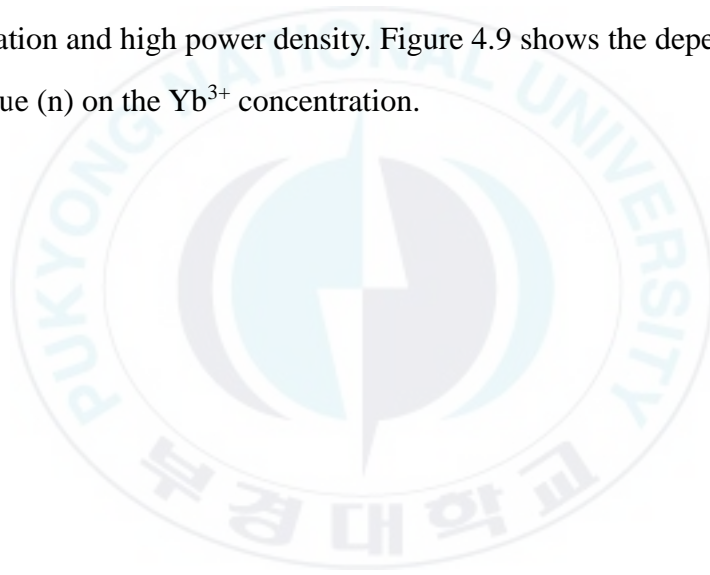 ation and high power density. Figure 4.9 shows the depe
ue (n) on the Yb³⁺ concentration.
PUKYONG NATIONAL UNIVERSITY
부경대학교